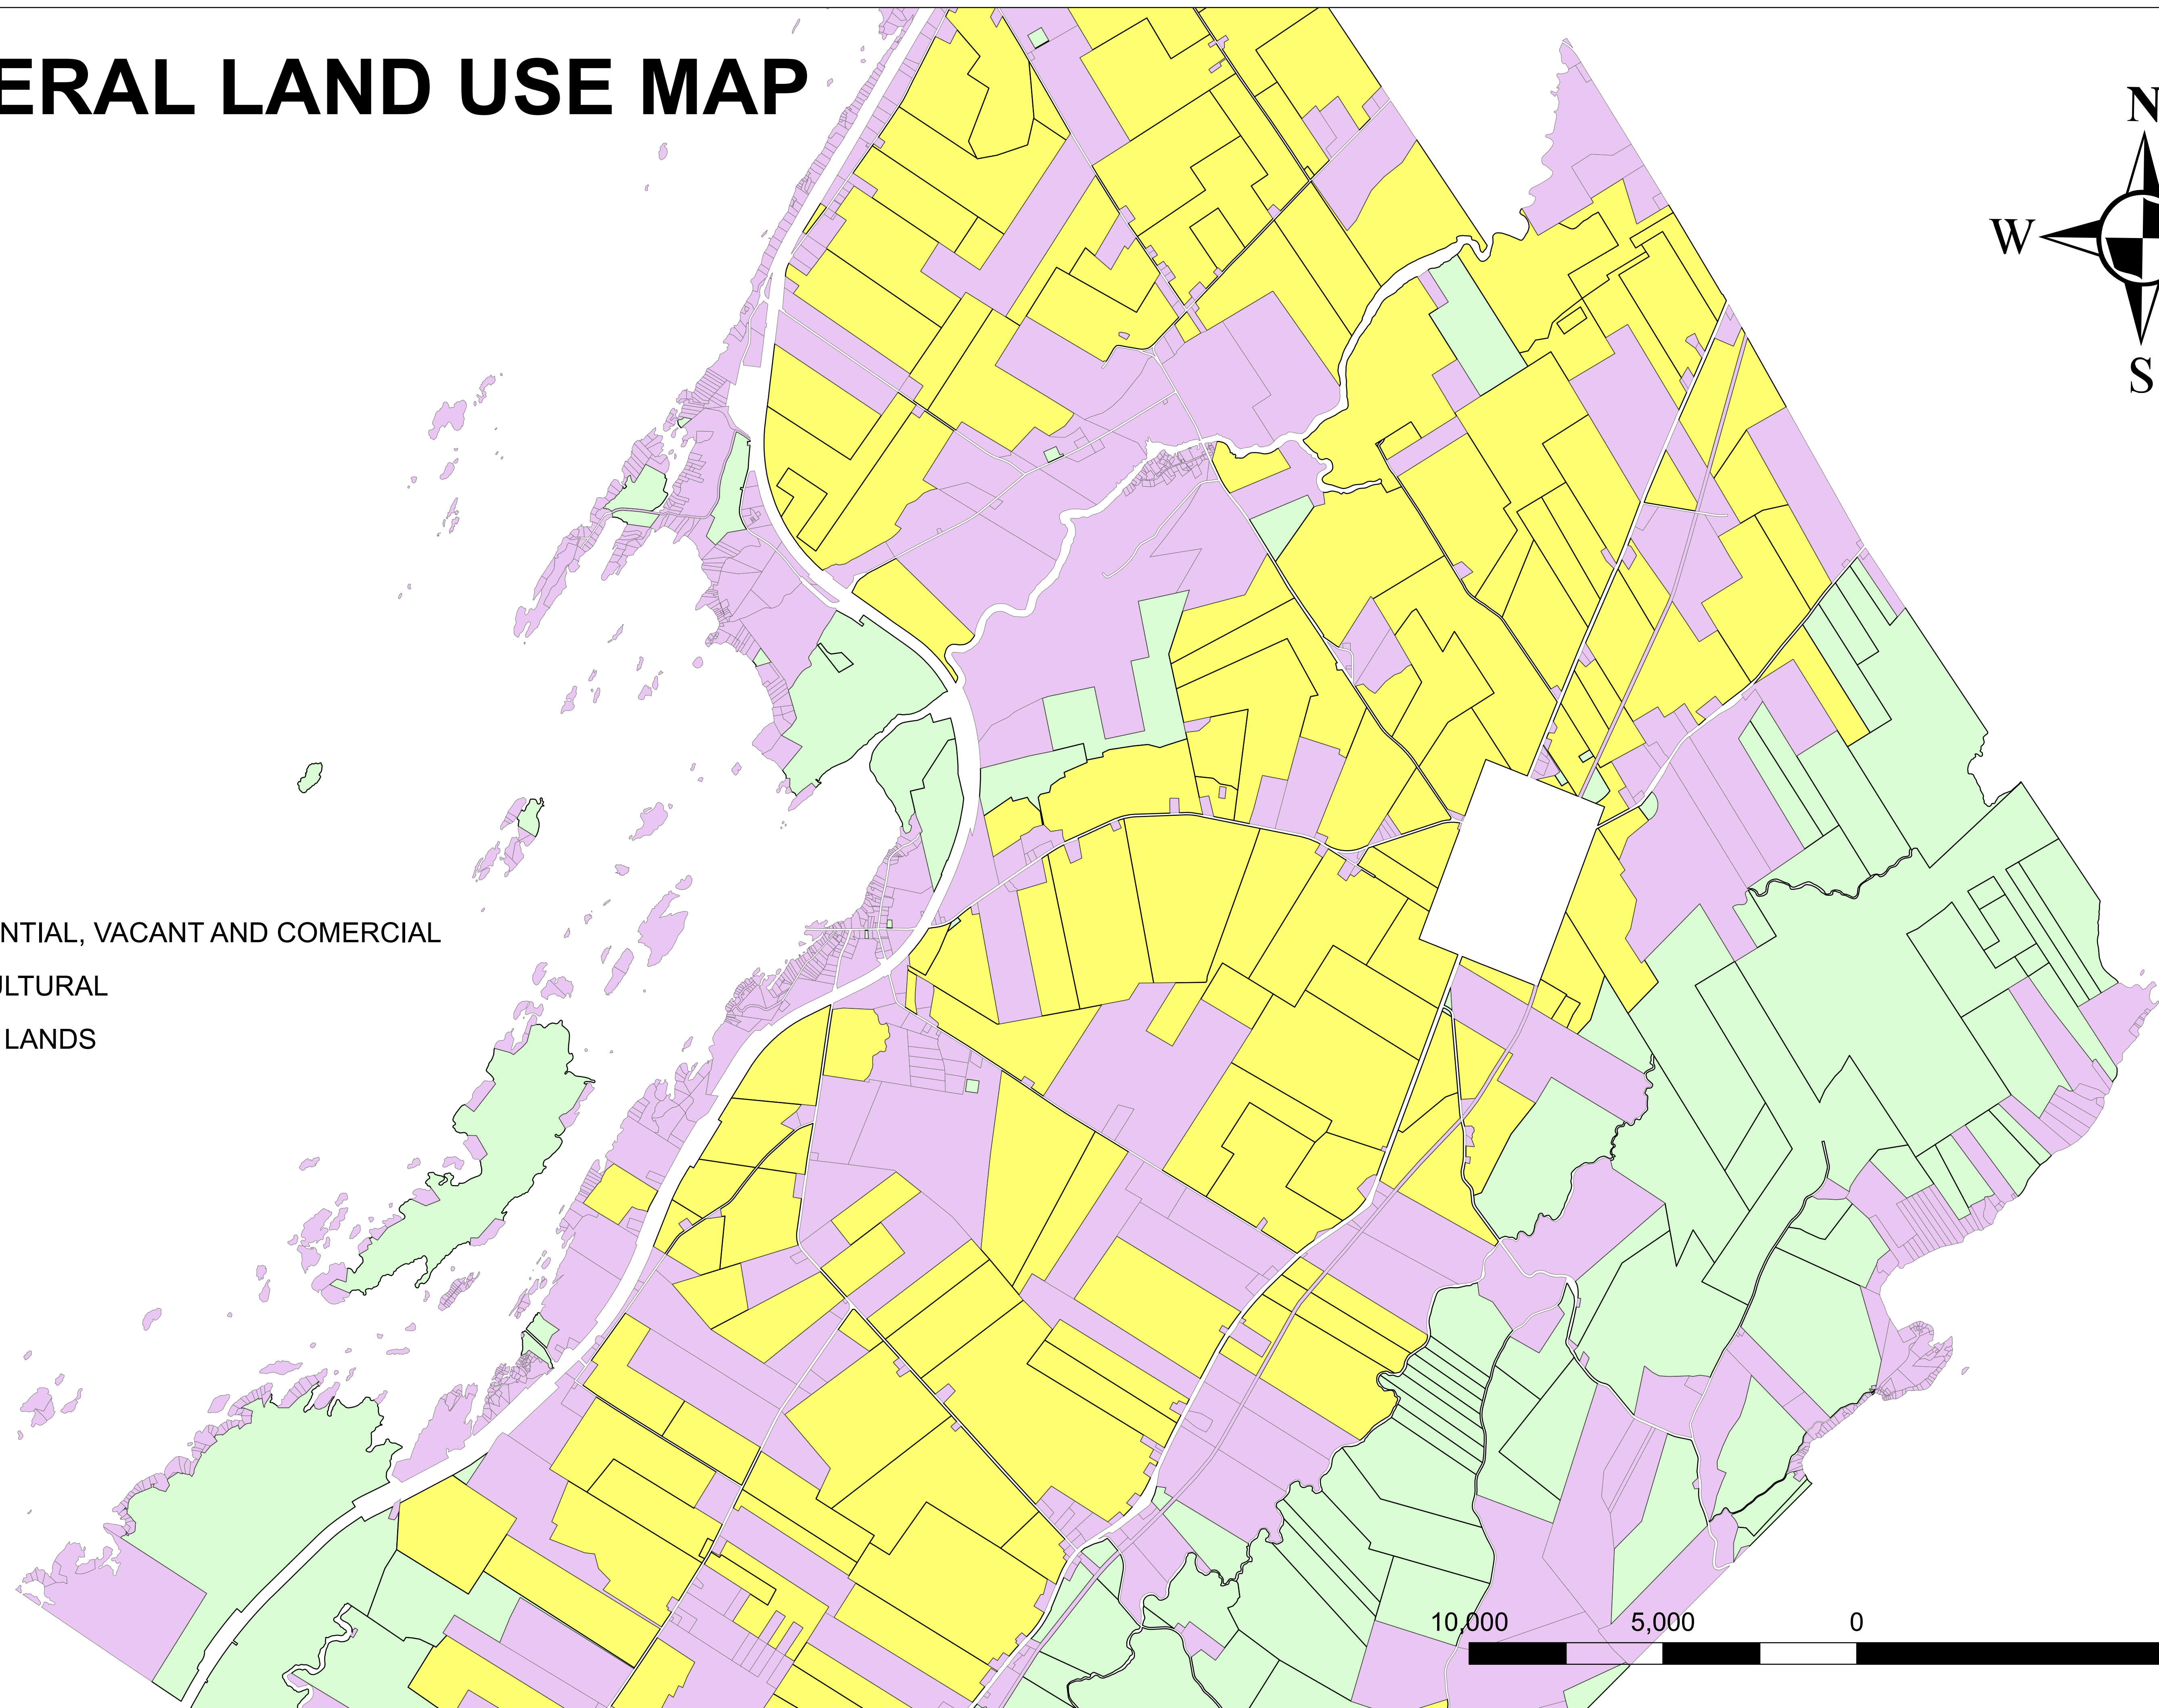 ERAL LAND USE MAP
N
W
S
NTIAL, VACANT AND COMERCIAL
ULTURAL
LANDS
10,000 5,000 0